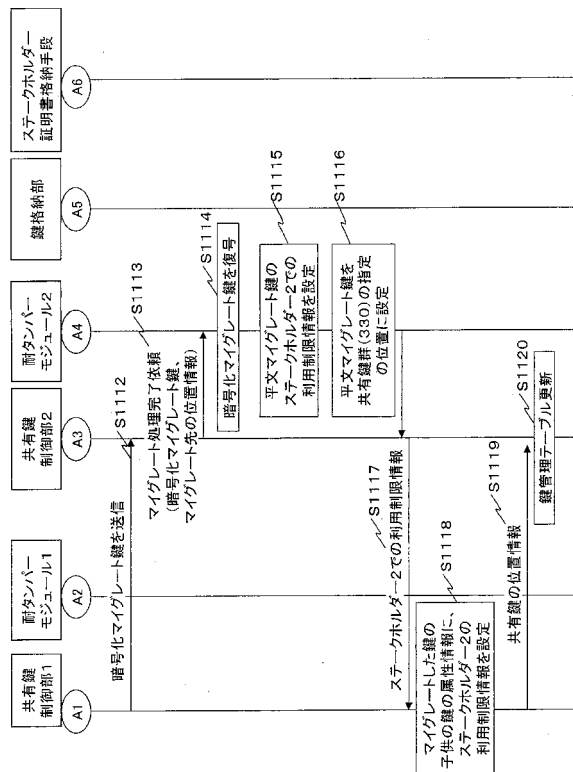 共有鍵
制御部1
A1
耐タンパー
モジュール1
A2
共有鍵
制御部2
A3
耐タンパー
モジュール2
A4
鍵格納部
A5
ステークホルダー
証明書格納手段
A6
暗号化マイグレート鍵を送信
S1112
マイグレート処理完了依頼
(暗号化マイグレート鍵、
マイグレート先の位置情報)
S1113
暗号化マイグレート鍵を復号
S1114
平文マイグレート鍵の
ステークホルダー2での
利用制限情報を設定
S1115
平文マイグレート鍵を
共有鍵群(330)の指定
の位置に設定
S1116
ステークホルダー2での利用制限情報
S1117
マイグレートした鍵の
子供の鍵の属性情報に、
ステークホルダー2の
利用制限情報を設定
S1118
共有鍵の位置情報
S1119
鍵管理テーブル更新
S1120